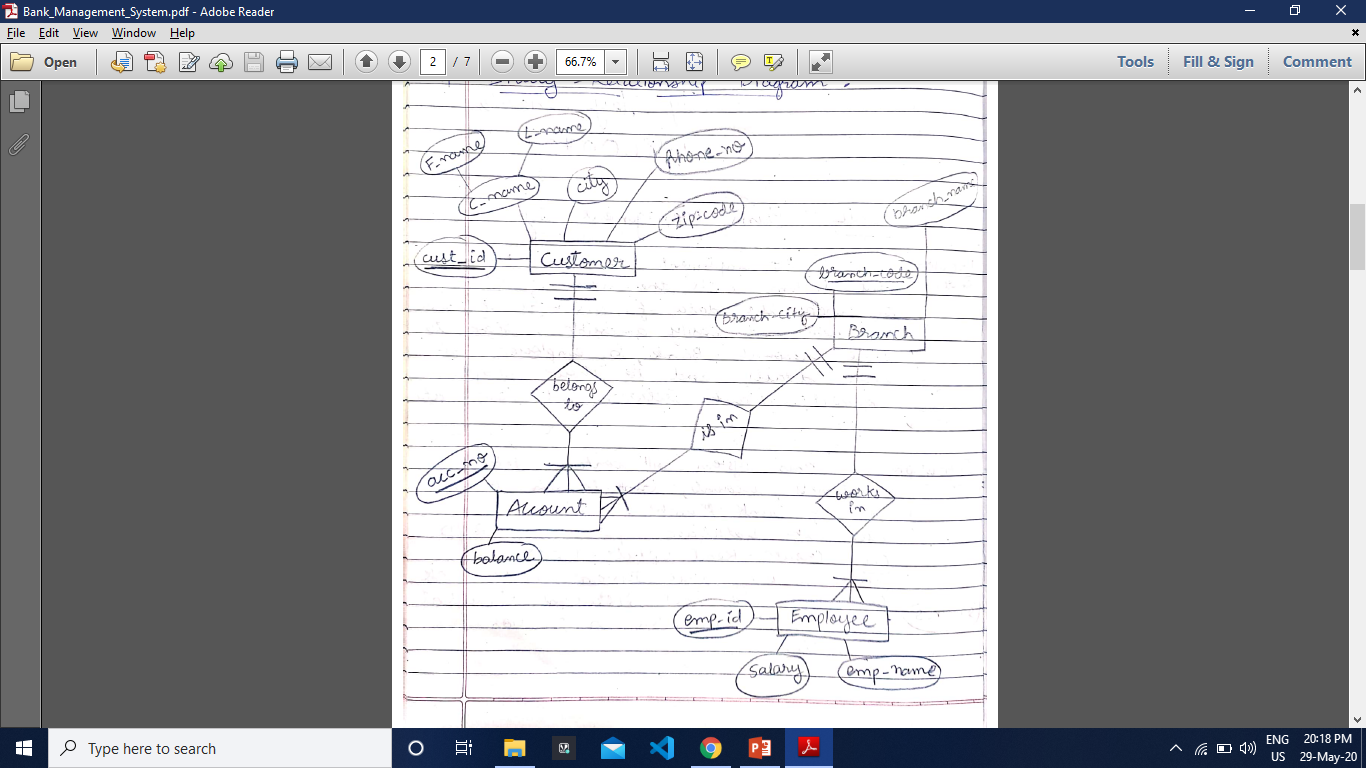 Bank_Management_System.pdf - Adobe Reader
File Edit View Window Help
Open
2 / 7
66.7%
Tools
Fill & Sign
Comment
Relationship Diagram :
L-name
F-name
Phone-no
C-name
city
zip-code
branch-name
cust_id
Customer
branch-code
branch-city
Branch
belongs
to
is in
acc-no
Account
works
in
balance
emp-id
Employee
salary
emp-name
Type here to search
ENG
US
20:18 PM
29-May-20